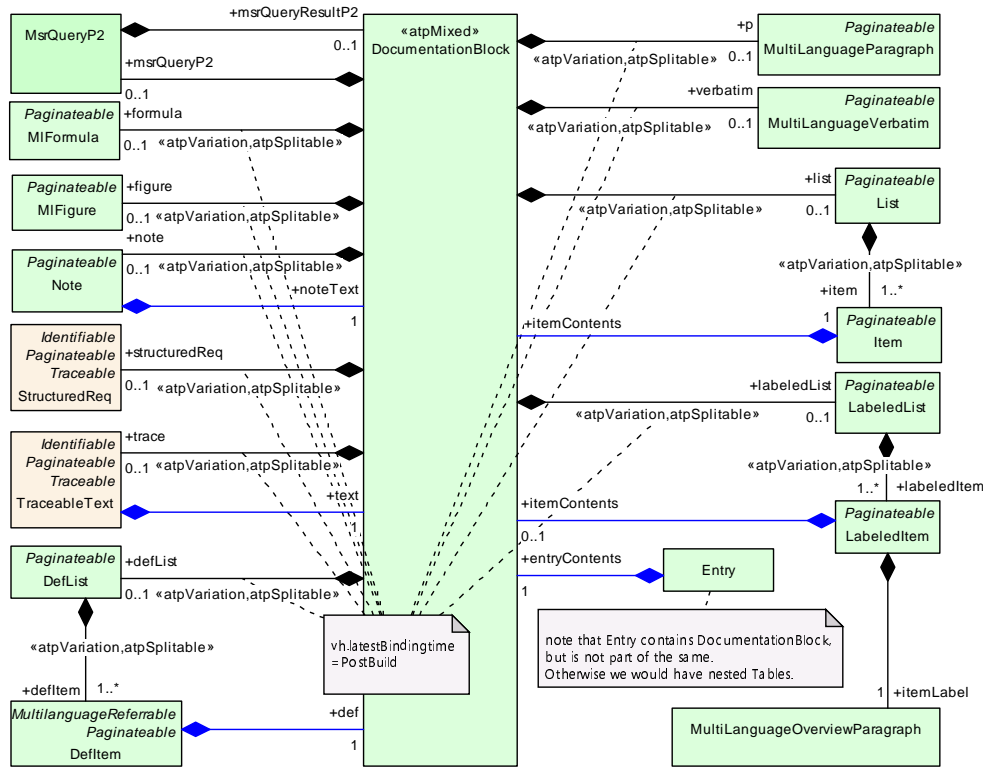 MsrQueryP2
+msrQueryResultP2
0..1
+msrQueryP2
0..1
Paginateable
MlFormula
+formula
0..1 «atpVariation,atpSplitable»
Paginateable
MlFigure
+figure
0..1 «atpVariation,atpSplitable»
Paginateable
Note
+note
0..1 «atpVariation,atpSplitable»
+noteText
1
Identifiable
Paginateable
Traceable
StructuredReq
+structuredReq
0..1 «atpVariation,atpSplitable»
Identifiable
Paginateable
Traceable
TraceableText
+trace
0..1 «atpVariation,atpSplitable»
+text
1
Paginateable
DefList
+defList
0..1 «atpVariation,atpSplitable»
«atpVariation,atpSplitable»
+defItem 1..*
MultilanguageReferrable
Paginateable
DefItem
+def
1
«atpMixed»
DocumentationBlock
vh.latestBindingtime
= PostBuild
+p
«atpVariation,atpSplitable» 0..1
Paginateable
MultiLanguageParagraph
+verbatim
«atpVariation,atpSplitable» 0..1
Paginateable
MultiLanguageVerbatim
+list
«atpVariation,atpSplitable» 0..1
Paginateable
List
«atpVariation,atpSplitable»
+item 1..*
+itemContents
1
Paginateable
Item
+labeledList
«atpVariation,atpSplitable» 0..1
Paginateable
LabeledList
«atpVariation,atpSplitable»
1..* +labeledItem
+itemContents
0..1
Paginateable
LabeledItem
+entryContents
1
Entry
note that Entry contains DocumentationBlock,
but is not part of the same.
Otherwise we would have nested Tables.
1 +itemLabel
MultiLanguageOverviewParagraph